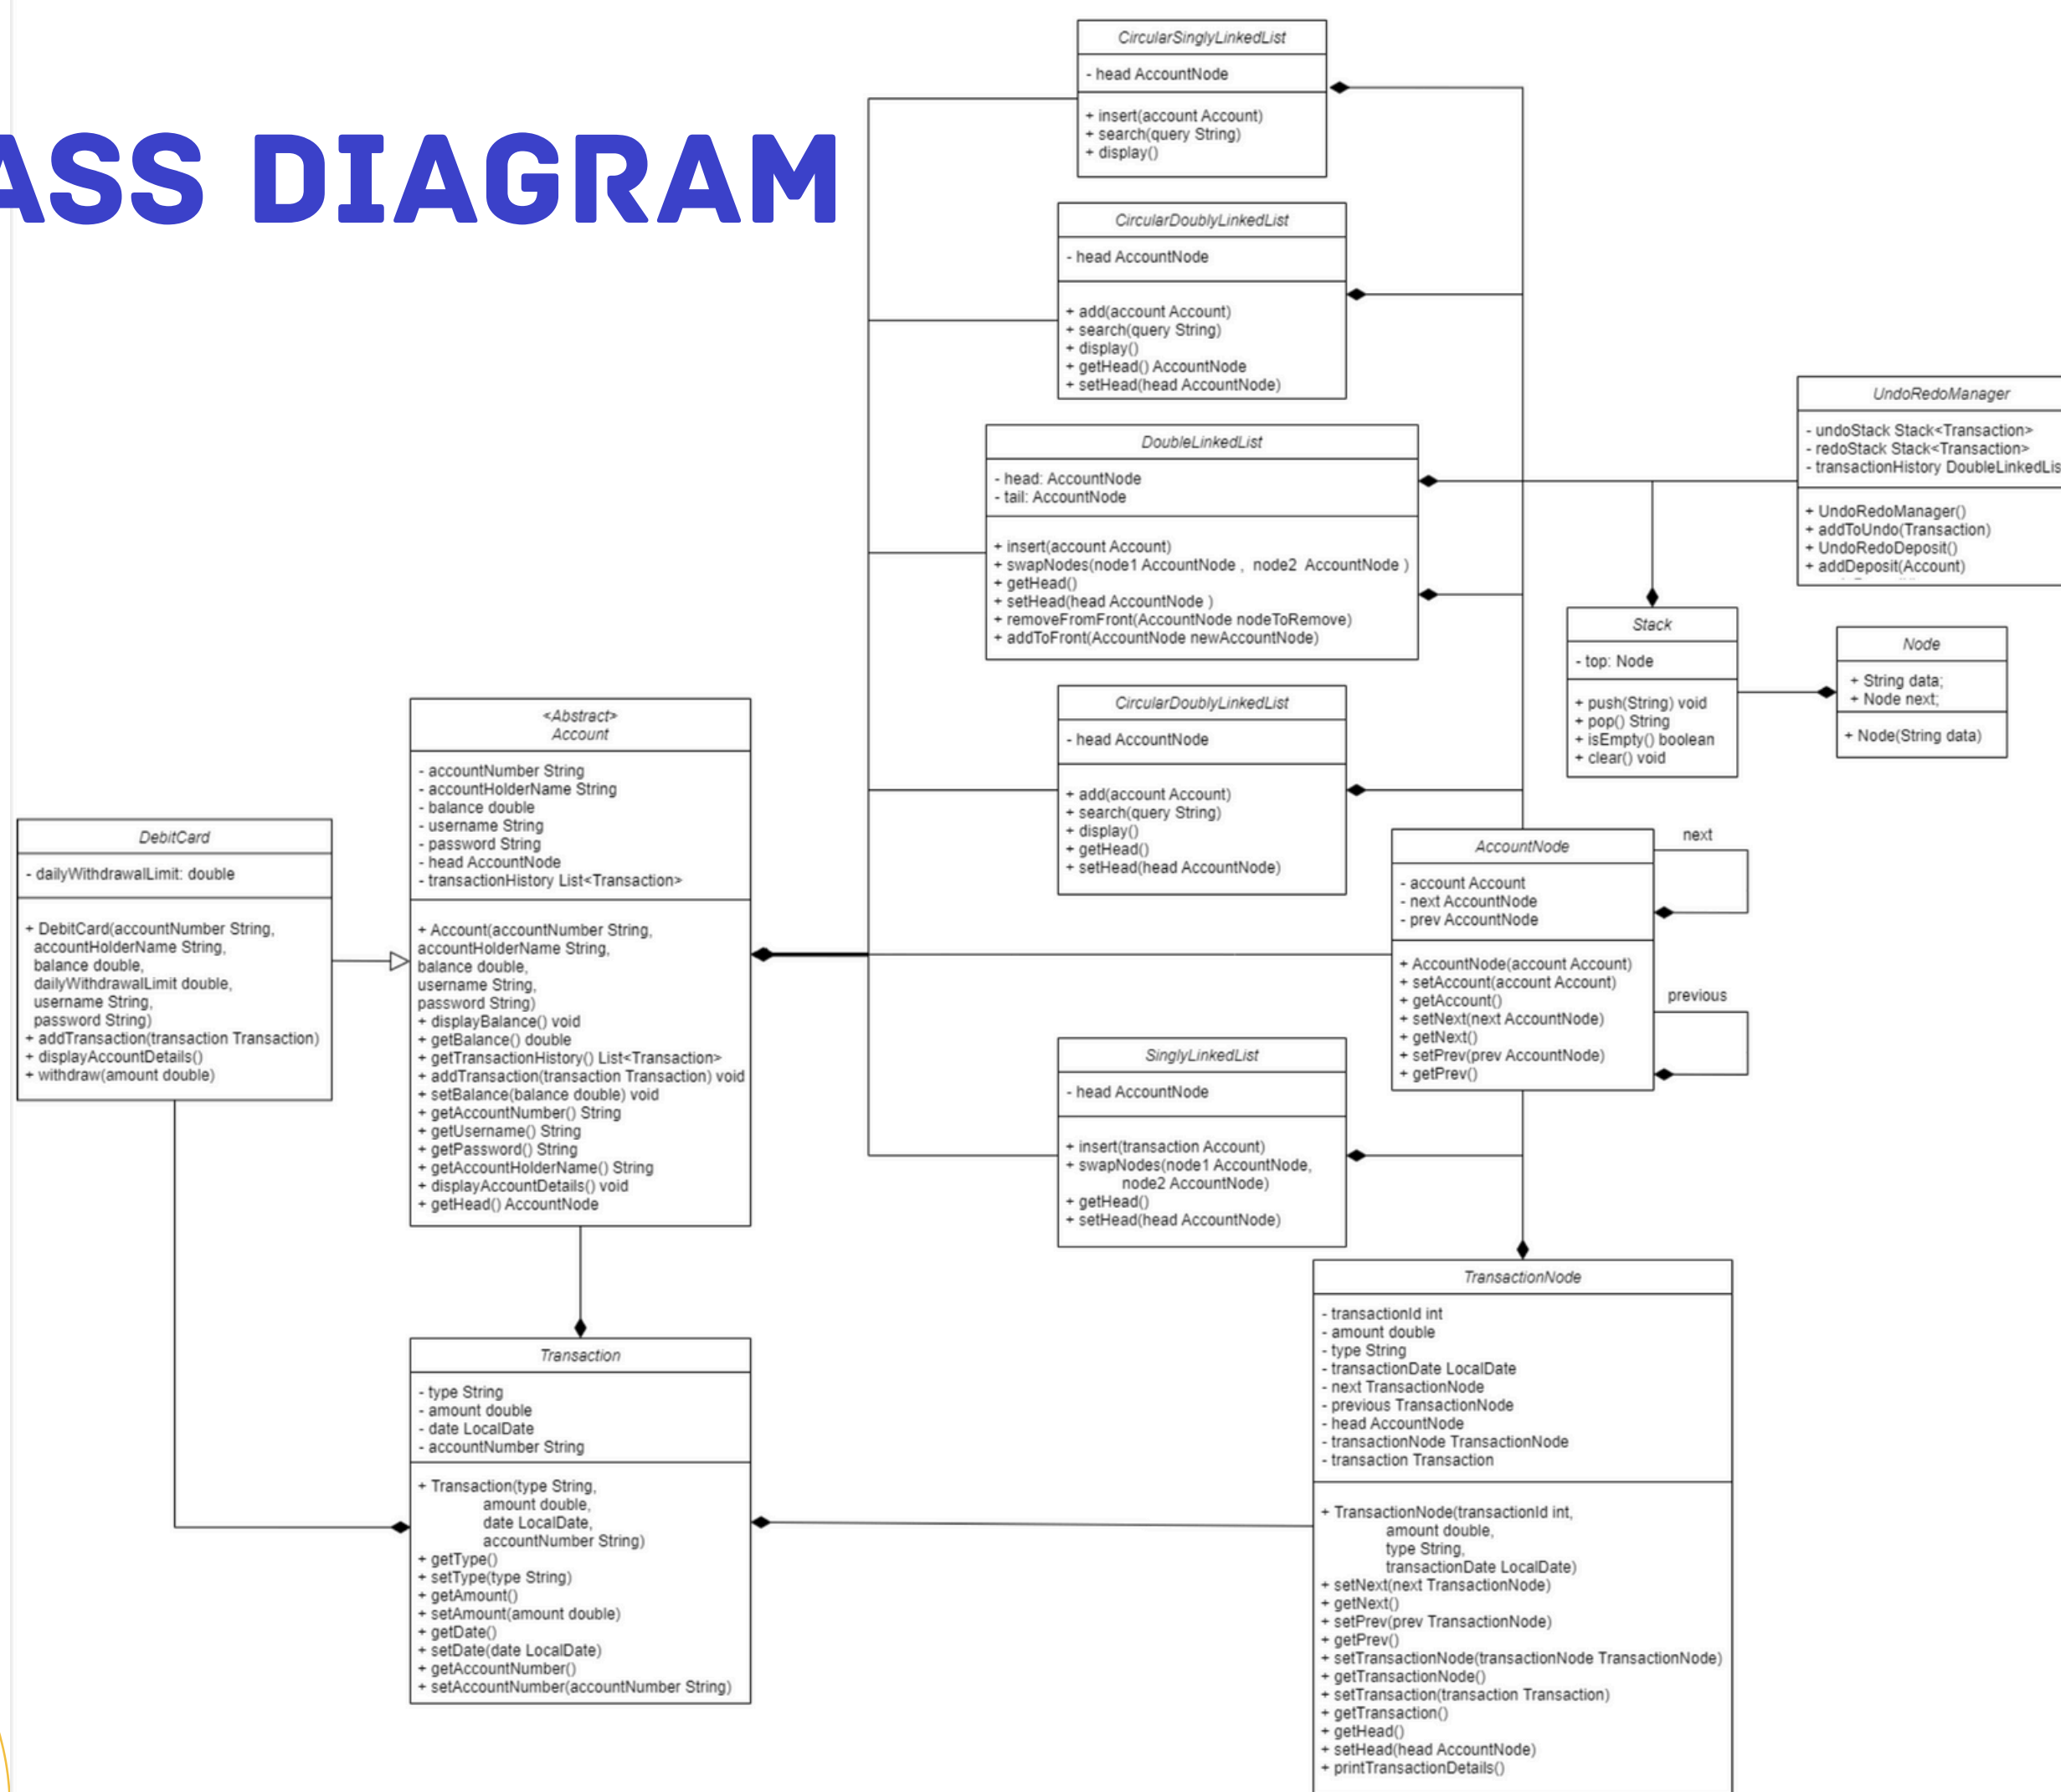 ASS DIAGRAM
CircularSinglyLinkedList
- head AccountNode
+ insert(account Account)
+ search(query String)
+ display()
CircularDoublyLinkedList
- head AccountNode
+ add(account Account)
+ search(query String)
+ display()
+ getHead() AccountNode
+ setHead(head AccountNode)
DoubleLinkedList
- head: AccountNode
- tail: AccountNode
+ insert(account Account)
+ swapNodes(node1 AccountNode , node2 AccountNode )
+ getHead()
+ setHead(head AccountNode )
+ removeFromFront(AccountNode nodeToRemove)
+ addToFront(AccountNode newAccountNode)
UndoRedoManager
- undoStack Stack<Transaction>
- redoStack Stack<Transaction>
- transactionHistory DoubleLinkedLis
+ UndoRedoManager()
+ addToUndo(Transaction)
+ UndoRedoDeposit()
+ addDeposit(Account)
Stack
- top: Node
+ push(String) void
+ pop() String
+ isEmpty() boolean
+ clear() void
Node
+ String data;
+ Node next;
+ Node(String data)
CircularDoublyLinkedList
- head AccountNode
+ add(account Account)
+ search(query String)
+ display()
+ getHead()
+ setHead(head AccountNode)
<Abstract>
Account
- accountNumber String
- accountHolderName String
- balance double
- username String
- password String
- head AccountNode
- transactionHistory List<Transaction>
+ Account(accountNumber String,
accountHolderName String,
balance double,
username String,
password String)
+ displayBalance() void
+ getBalance() double
+ getTransactionHistory() List<Transaction>
+ addTransaction(transaction Transaction) void
+ setBalance(balance double) void
+ getAccountNumber() String
+ getUsername() String
+ getPassword() String
+ getAccountHolderName() String
+ displayAccountDetails() void
+ getHead() AccountNode
DebitCard
- dailyWithdrawalLimit: double
+ DebitCard(accountNumber String,
accountHolderName String,
balance double,
dailyWithdrawalLimit double,
username String,
password String)
+ addTransaction(transaction Transaction)
+ displayAccountDetails()
+ withdraw(amount double)
AccountNode
- account Account
- next AccountNode
- prev AccountNode
+ AccountNode(account Account)
+ setAccount(account Account)
+ getAccount()
+ setNext(next AccountNode)
+ getNext()
+ setPrev(prev AccountNode)
+ getPrev()
next
previous
SinglyLinkedList
- head AccountNode
+ insert(transaction Account)
+ swapNodes(node1 AccountNode,
node2 AccountNode)
+ getHead()
+ setHead(head AccountNode)
Transaction
- type String
- amount double
- date LocalDate
- accountNumber String
+ Transaction(type String,
amount double,
date LocalDate,
accountNumber String)
+ getType()
+ setType(type String)
+ getAmount()
+ setAmount(amount double)
+ getDate()
+ setDate(date LocalDate)
+ getAccountNumber()
+ setAccountNumber(accountNumber String)
TransactionNode
- transactionId int
- amount double
- type String
- transactionDate LocalDate
- next TransactionNode
- previous TransactionNode
- head AccountNode
- transactionNode TransactionNode
- transaction Transaction
+ TransactionNode(transactionId int,
amount double,
type String,
transactionDate LocalDate)
+ setNext(next TransactionNode)
+ getNext()
+ setPrev(prev TransactionNode)
+ getPrev()
+ setTransactionNode(transactionNode TransactionNode)
+ getTransactionNode()
+ setTransaction(transaction Transaction)
+ getTransaction()
+ getHead()
+ setHead(head AccountNode)
+ printTransactionDetails()